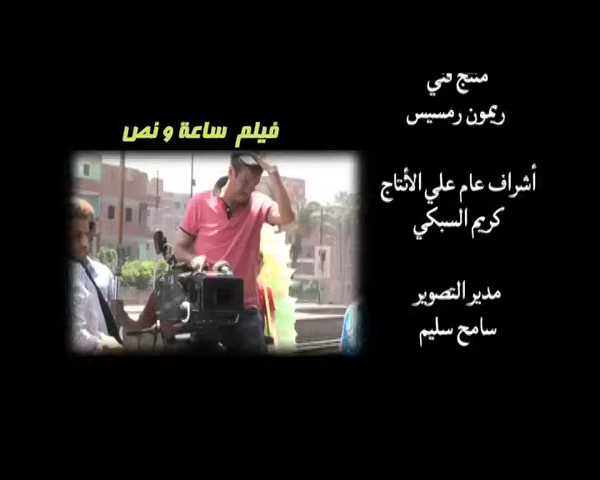 فيلم ساعة و نص
منتج فني
ريمون رمسيس
أشراف عام علي الأنتاج
كريم السبكي
مدير التصوير
سامح سليم